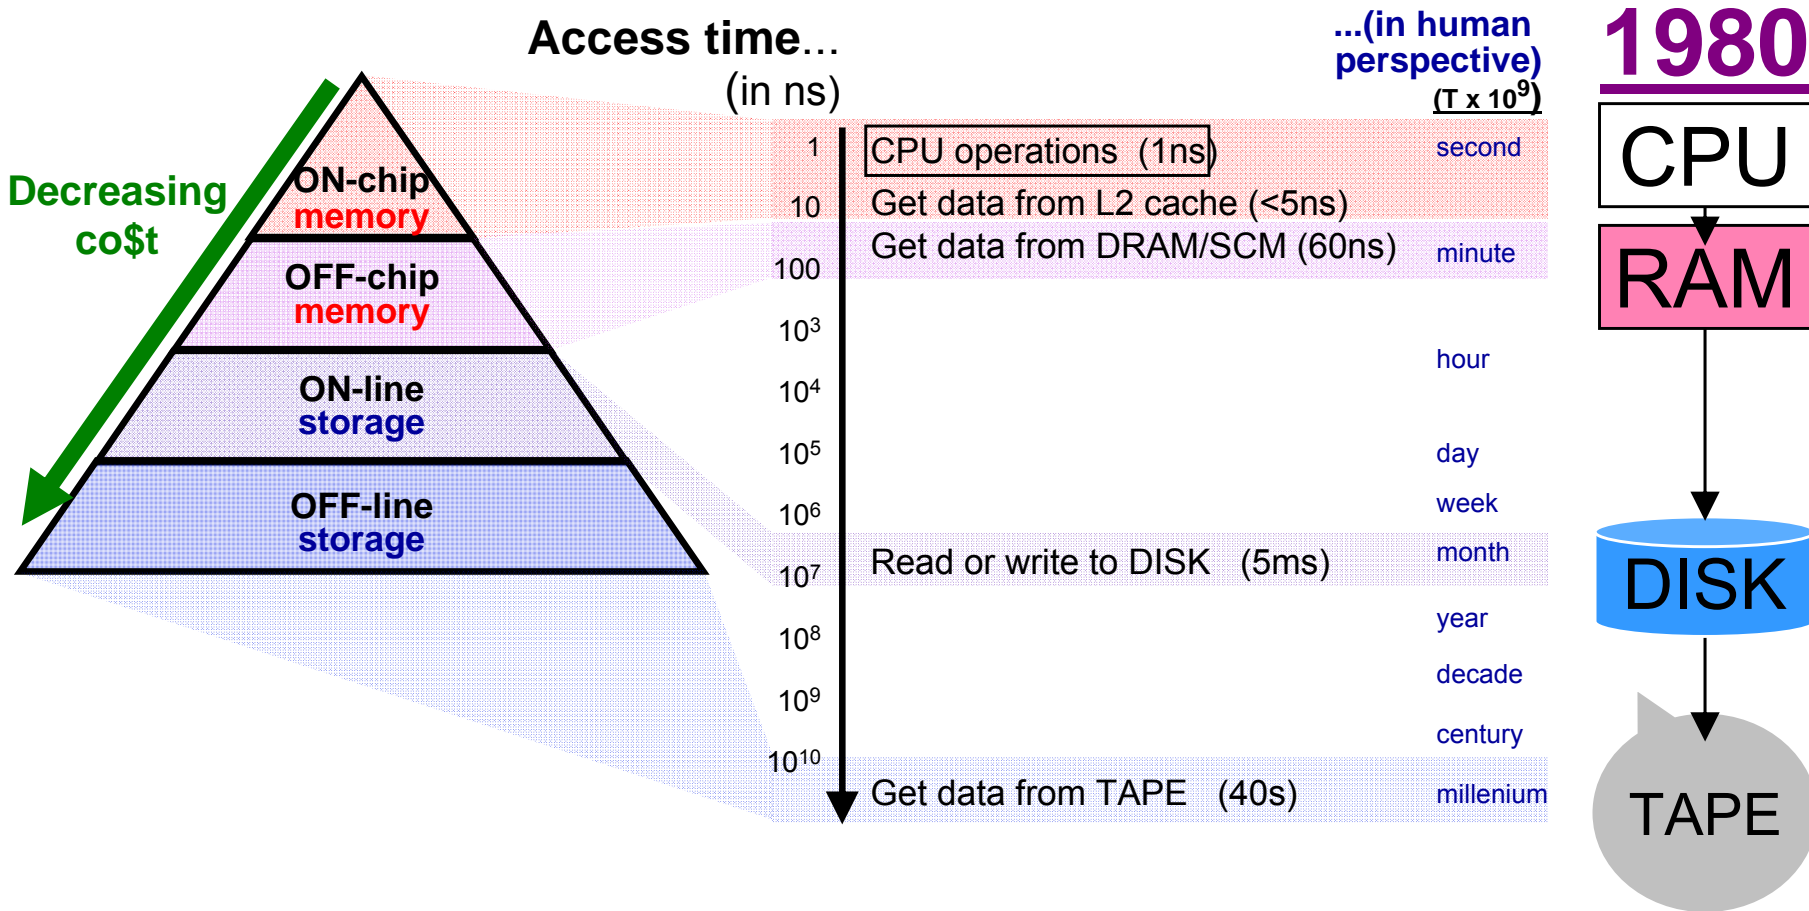 Access time...
(in ns)
...(in human
perspective)
(T x 10⁹)
1980
Decreasing
co$t
ON-chip
memory
OFF-chip
memory
ON-line
storage
OFF-line
storage
1
CPU operations (1ns)
second
10
Get data from L2 cache (<5ns)
Get data from DRAM/SCM (60ns)
minute
100
10³
hour
10⁴
10⁵
day
week
10⁶
month
Read or write to DISK (5ms)
10⁷
year
10⁸
decade
10⁹
century
10¹⁰
Get data from TAPE (40s)
millenium
CPU
RAM
DISK
TAPE